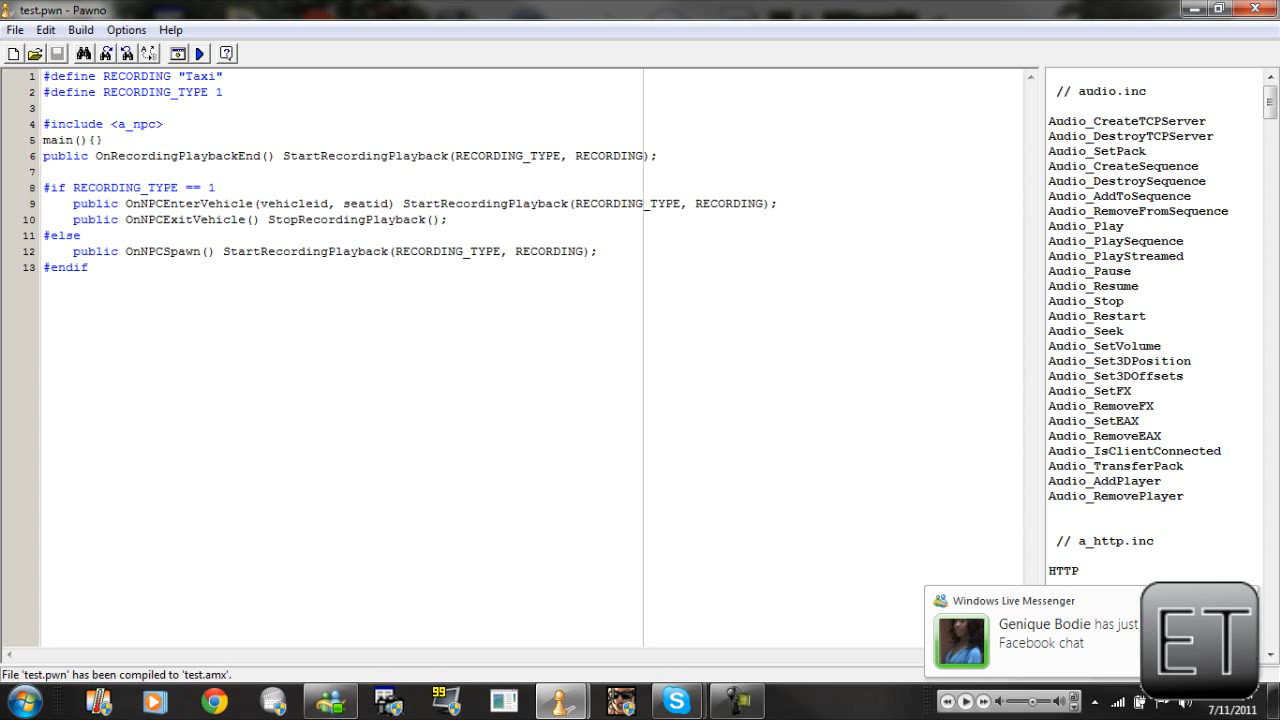 test.pwn - Pawno
File Edit Build Options Help
1 #define RECORDING "Taxi"
2 #define RECORDING_TYPE 1
3
4 #include <a_npc>
5 main(){}
6 public OnRecordingPlaybackEnd() StartRecordingPlayback(RECORDING_TYPE, RECORDING);
7
8 #if RECORDING_TYPE == 1
9 public OnNPCEnterVehicle(vehicleid, seatid) StartRecordingPlayback(RECORDING_TYPE, RECORDING);
10 public OnNPCExitVehicle() StopRecordingPlayback();
11 #else
12 public OnNPCSpawn() StartRecordingPlayback(RECORDING_TYPE, RECORDING);
13 #endif
// audio.inc
Audio_CreateTCPServer
Audio_DestroyTCPServer
Audio_SetPack
Audio_CreateSequence
Audio_DestroySequence
Audio_AddToSequence
Audio_RemoveFromSequence
Audio_Play
Audio_PlaySequence
Audio_PlayStreamed
Audio_Pause
Audio_Resume
Audio_Stop
Audio_Restart
Audio_Seek
Audio_SetVolume
Audio_Set3DPosition
Audio_Set3DOffsets
Audio_SetFX
Audio_RemoveFX
Audio_SetEAX
Audio_RemoveEAX
Audio_IsClientConnected
Audio_TransferPack
Audio_AddPlayer
Audio_RemovePlayer
// a_http.inc
HTTP
Windows Live Messenger
Genique Bodie has just
Facebook chat
ET
File 'test.pwn' has been compiled to 'test.amx'.
99
7/11/2011